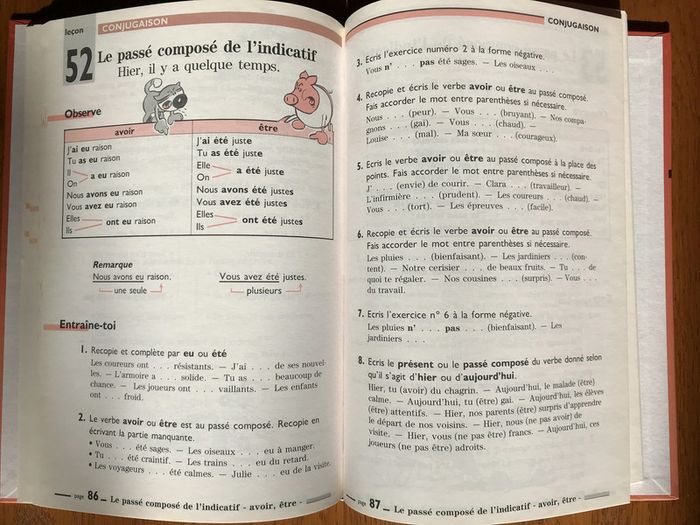 leçon
CONJUGAISON
52
Le passé composé de l'indicatif
Hier, il y a quelque temps.
Observe
avoir
être
J'ai eu raison
Tu as eu raison
Il
On
a eu raison
Nous avons eu raison
Vous avez eu raison
Elles
Ils
ont eu raison
J'ai été juste
Tu as été juste
Elle
On
a été juste
Nous avons été justes
Vous avez été justes
Elles
Ils
ont été justes
Remarque
Nous avons eu raison.
une seule
Vous avez été justes.
plusieurs
Entraîne-toi
1. Recopie et complète par eu ou été
Les coureurs ont . . . résistants. – J'ai . . . de ses nouvel-
les. – L'armoire a . . . solide. – Tu as . . . beaucoup de
chance. – Les joueurs ont . . . vaillants. – Les enfants
ont . . . froid.
2. Le verbe avoir ou être est au passé composé. Recopie en
écrivant la partie manquante.
• Vous . . . été sages. – Les oiseaux . . . eu à manger.
• Tu . . . été craintif. – Les trains . . . eu du retard.
• Les voyageurs . . . été calmes. – Julie . . . eu de la visite.
page 86 – Le passé composé de l'indicatif - avoir, être -
CONJUGAISON
3. Ecris l'exercice numéro 2 à la forme négative.
Vous n' . . . pas été sages. – Les oiseaux . . .
4. Recopie et écris le verbe avoir ou être au passé composé.
Fais accorder le mot entre parenthèses si nécessaire.
Nous . . . (peur). – Vous . . . (bruyant). – Nos compa-
gnons . . . (gai). – Vous . . . (chaud). –
Louise . . . (mal). – Ma sœur . . . (courageux).
5. Ecris le verbe avoir ou être au passé composé à la place des
points. Fais accorder le mot entre parenthèses si nécessaire.
J' . . . (envie) de courir. – Clara . . . (travailleur). –
L'infirmière . . . (prudent). – Les coureurs . . . (chaud). –
Vous . . . (tort). – Les épreuves . . . (facile).
6. Recopie et écris le verbe avoir ou être au passé composé.
Fais accorder le mot entre parenthèses si nécessaire.
Les pluies . . . (bienfaisant). – Les jardiniers . . . (con-
tent). – Notre cerisier . . . de beaux fruits. – Tu . . . de
quoi te régaler. – Nos cousines . . . (surpris). – Vous . . .
du travail.
7. Ecris l'exercice n° 6 à la forme négative.
Les pluies n' . . . pas . . . (bienfaisant). – Les
jardiniers . . .
8. Ecris le présent ou le passé composé du verbe donné selon
qu'il s'agit d'hier ou d'aujourd'hui.
Hier, tu (avoir) du chagrin. – Aujourd'hui, le malade (être)
calme. – Aujourd'hui, tu (être) gai. – Aujourd'hui, les élèves
(être) attentifs. – Hier, nos parents (être) surpris d'apprendre
le départ de nos voisins. – Hier, nous (ne pas avoir) de
visite. – Hier, vous (ne pas être) francs. – Aujourd'hui, ces
joueurs (ne pas être) adroits.
page 87 – Le passé composé de l'indicatif - avoir, être -